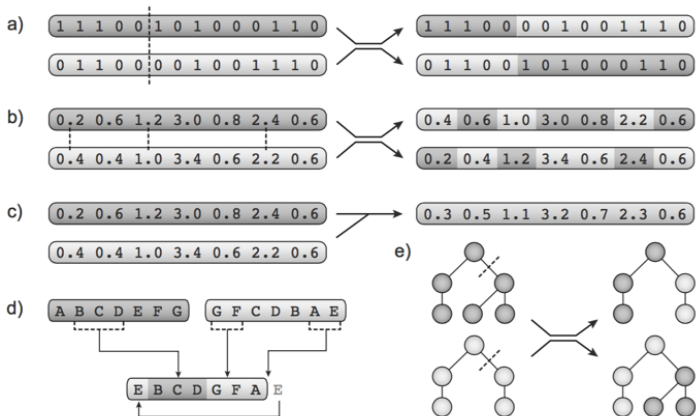 a) 1 1 1 0 0 1 0 1 0 0 0 1 1 0 1 1 1 0 0 0 0 1 0 0 1 1 1 0
0 1 1 0 0 0 0 1 0 0 1 1 1 0 0 1 1 0 0 1 0 1 0 0 0 1 1 0
b) 0.2 0.6 1.2 3.0 0.8 2.4 0.6 0.4 0.6 1.0 3.0 0.8 2.2 0.6
0.4 0.4 1.0 3.4 0.6 2.2 0.6 0.2 0.4 1.2 3.4 0.6 2.4 0.6
c) 0.2 0.6 1.2 3.0 0.8 2.4 0.6 0.3 0.5 1.1 3.2 0.7 2.3 0.6
0.4 0.4 1.0 3.4 0.6 2.2 0.6
e)
d) A B C D E F G G F C D B A E
E B C D G F A E